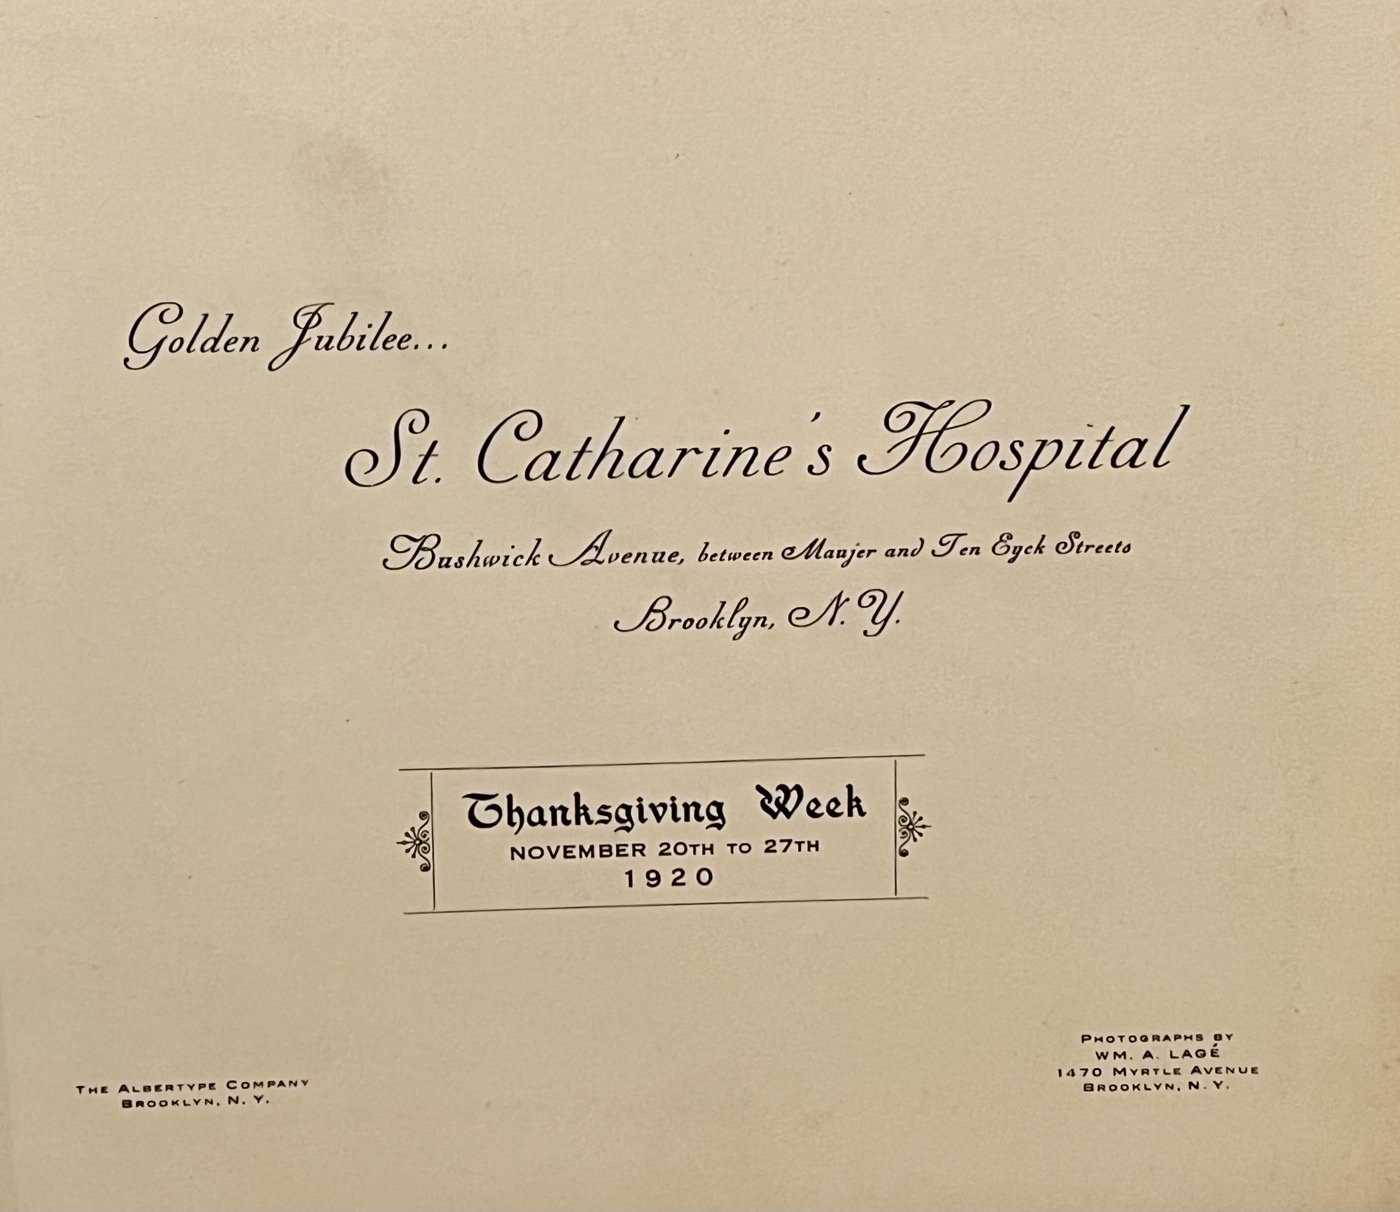 Golden Jubilee...
St. Catharine's Hospital
Bushwick Avenue, between Maujer and Ten Eyck Streets
Brooklyn, N. Y.
Thanksgiving Week
NOVEMBER 20TH TO 27TH
1920
THE ALBERTYPE COMPANY
BROOKLYN, N. Y.
PHOTOGRAPHS BY
WM. A. LAGÉ
1470 MYRTLE AVENUE
BROOKLYN, N. Y.